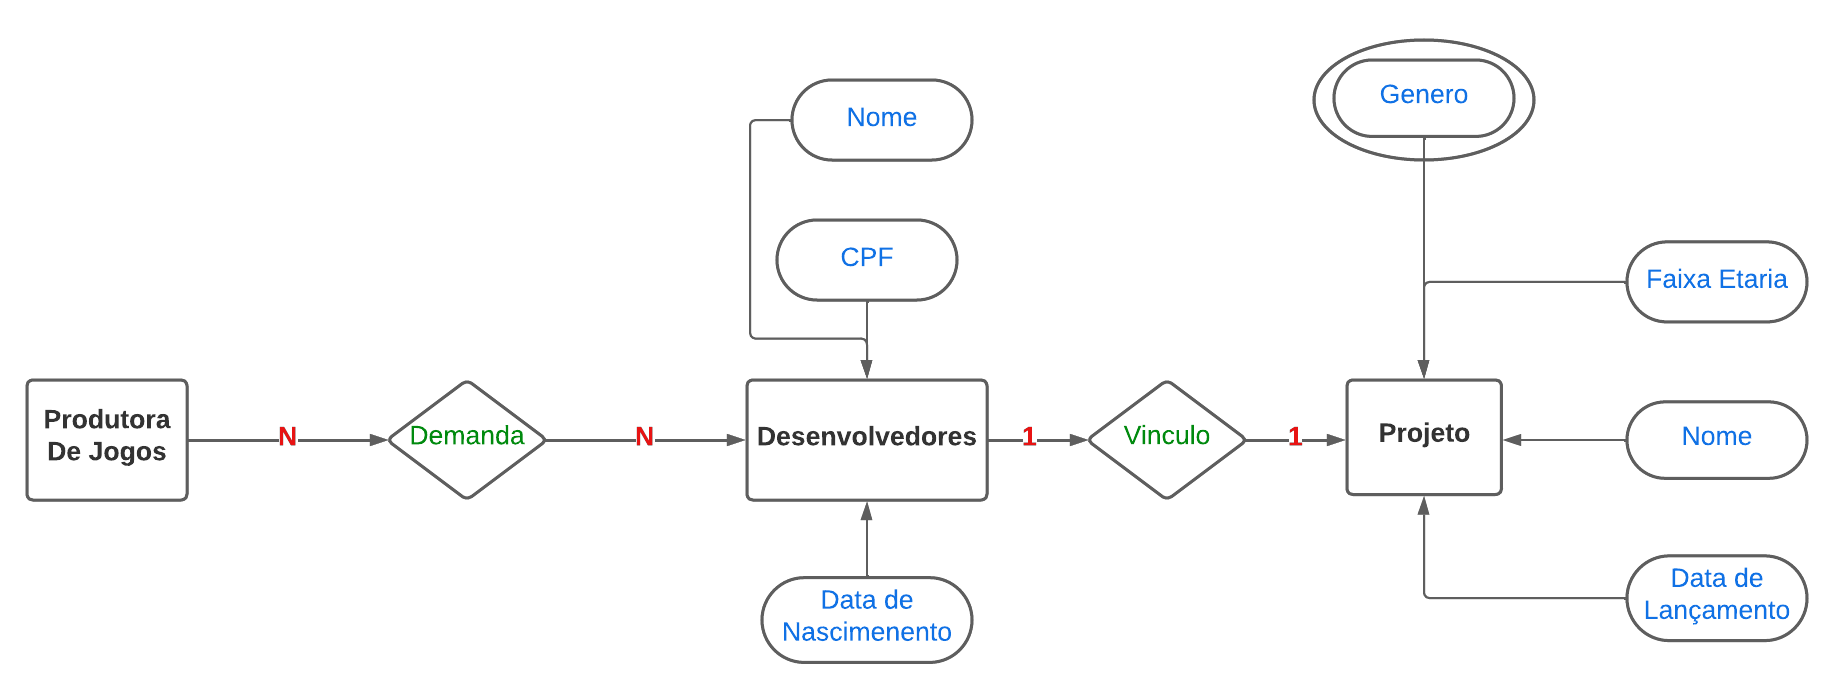 Genero
Nome
CPF
Faixa Etaria
Produtora
De Jogos
N
Demanda
N
Desenvolvedores
1
Vinculo
1
Projeto
Nome
Data de
Nascimenento
Data de
Lançamento